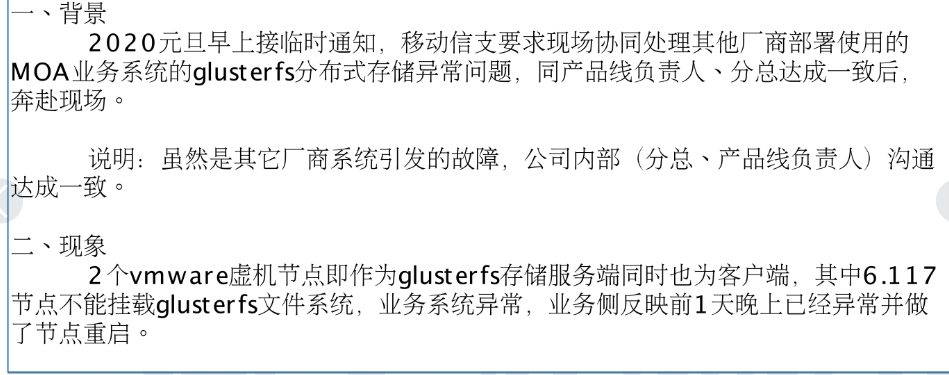 一、背景
2020元旦早上接临时通知，移动信支要求现场协同处理其他厂商部署使用的
MOA业务系统的glusterfs分布式存储异常问题，同产品线负责人、分总达成一致后，
奔赴现场。
说明：虽然是其它厂商系统引发的故障，公司内部（分总、产品线负责人）沟通
达成一致。
二、现象
2个vmware虚机节点即作为glusterfs存储服务端同时也为客户端，其中6.117
节点不能挂载glusterfs文件系统，业务系统异常，业务侧反映前1天晚上已经异常并做
了节点重启。